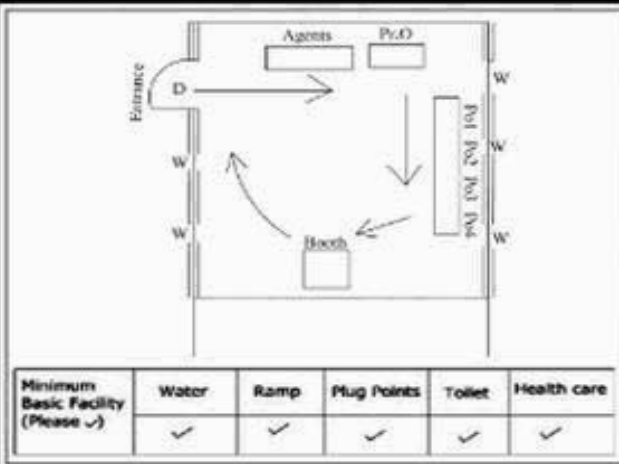 Agents Pr.O
Entrance
D
W
W
W
W
W
Po1 Po2 Po3 Po4
Booth
Minimum Basic Facility (Please ✓)
Water Ramp Plug Points Toilet Health care
✓ ✓ ✓ ✓ ✓